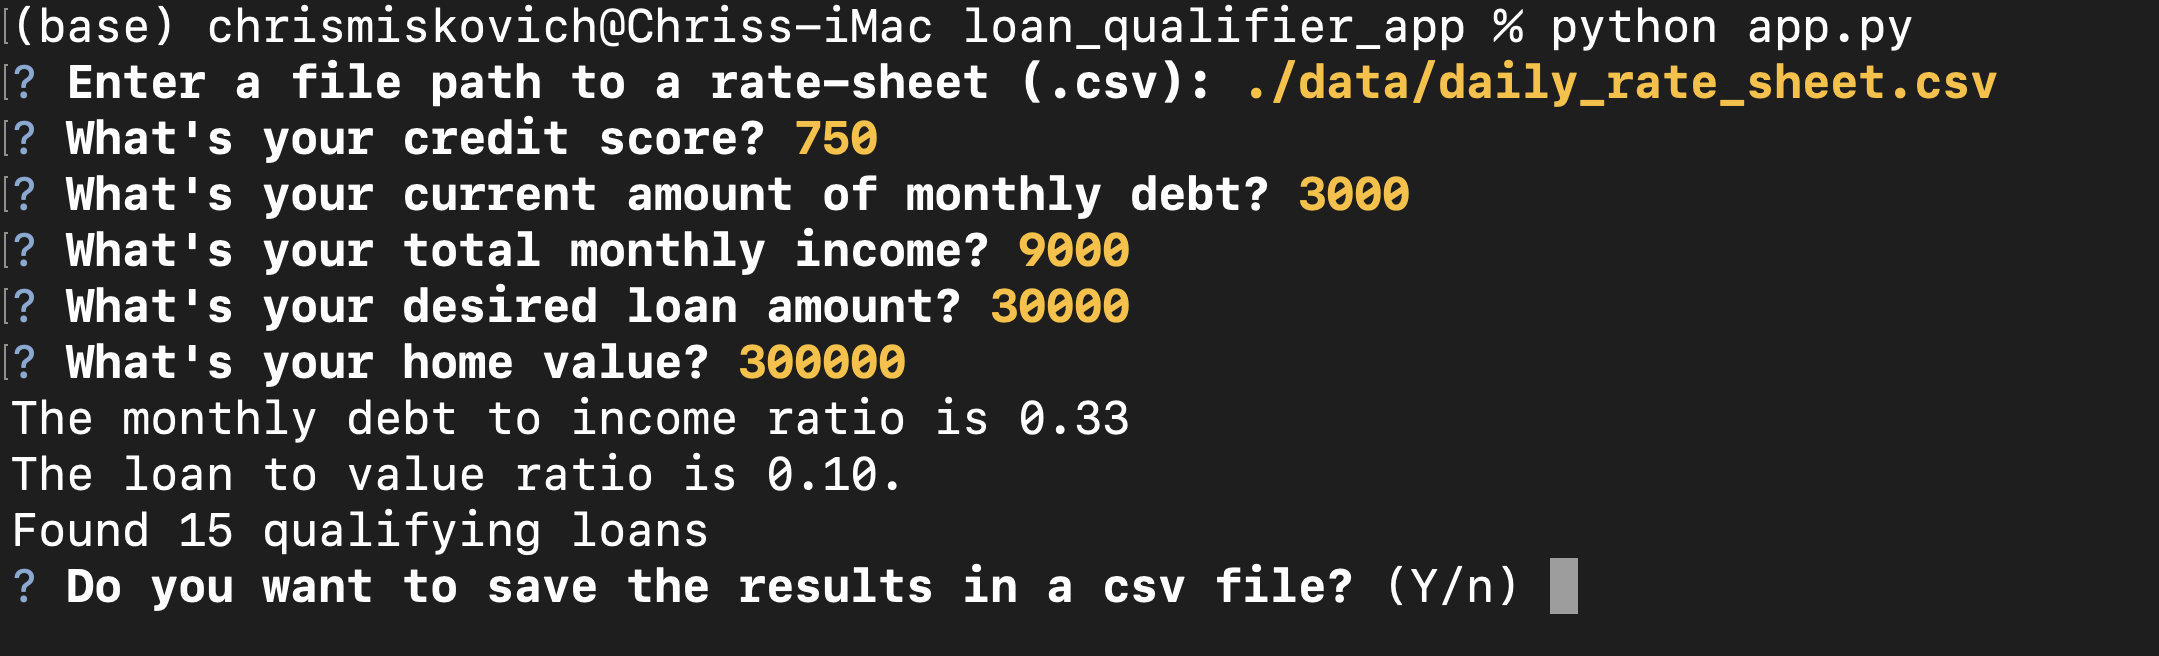 (base) chrismiskovich@Chriss-iMac loan_qualifier_app % python app.py
? Enter a file path to a rate-sheet (.csv): ./data/daily_rate_sheet.csv
? What's your credit score? 750
? What's your current amount of monthly debt? 3000
? What's your total monthly income? 9000
? What's your desired loan amount? 30000
? What's your home value? 300000
The monthly debt to income ratio is 0.33
The loan to value ratio is 0.10.
Found 15 qualifying loans
? Do you want to save the results in a csv file? (Y/n)